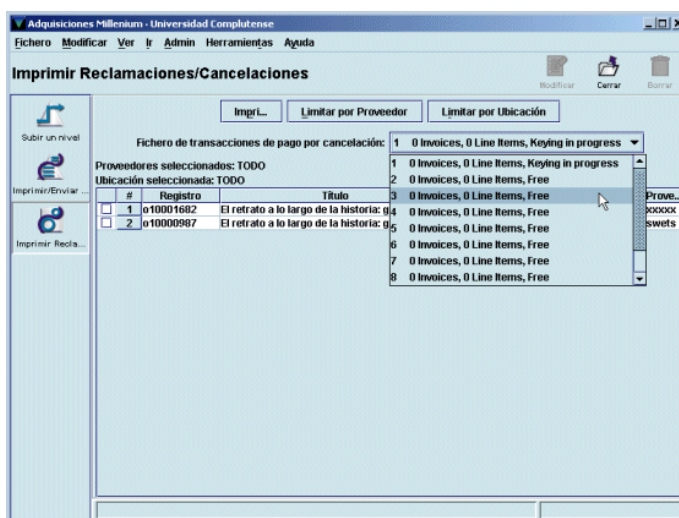 Adquisiciones Millenium - Universidad Complutense
Fichero Modificar Ver Ir Admin Herramientas Ayuda
Imprimir Reclamaciones/Cancelaciones
Modificar Cerrar Borrar
Impri... Limitar por Proveedor Limitar por Ubicación
Subir un nivel
Fichero de transacciones de pago por cancelación: 1 0 Invoices, 0 Line Items, Keying in progress
Proveedores seleccionados: TODO
Ubicación seleccionada: TODO
Imprimir/Enviar ...
# Registro Título Prove...
1 o10001682 El retrato a lo largo de la historia: g xxxxx
2 o10000987 El retrato a lo largo de la historia: g swets
Imprimir Recla...
1 0 Invoices, 0 Line Items, Keying in progress
2 0 Invoices, 0 Line Items, Free
3 0 Invoices, 0 Line Items, Free
4 0 Invoices, 0 Line Items, Free
5 0 Invoices, 0 Line Items, Free
6 0 Invoices, 0 Line Items, Free
7 0 Invoices, 0 Line Items, Free
8 0 Invoices, 0 Line Items, Free